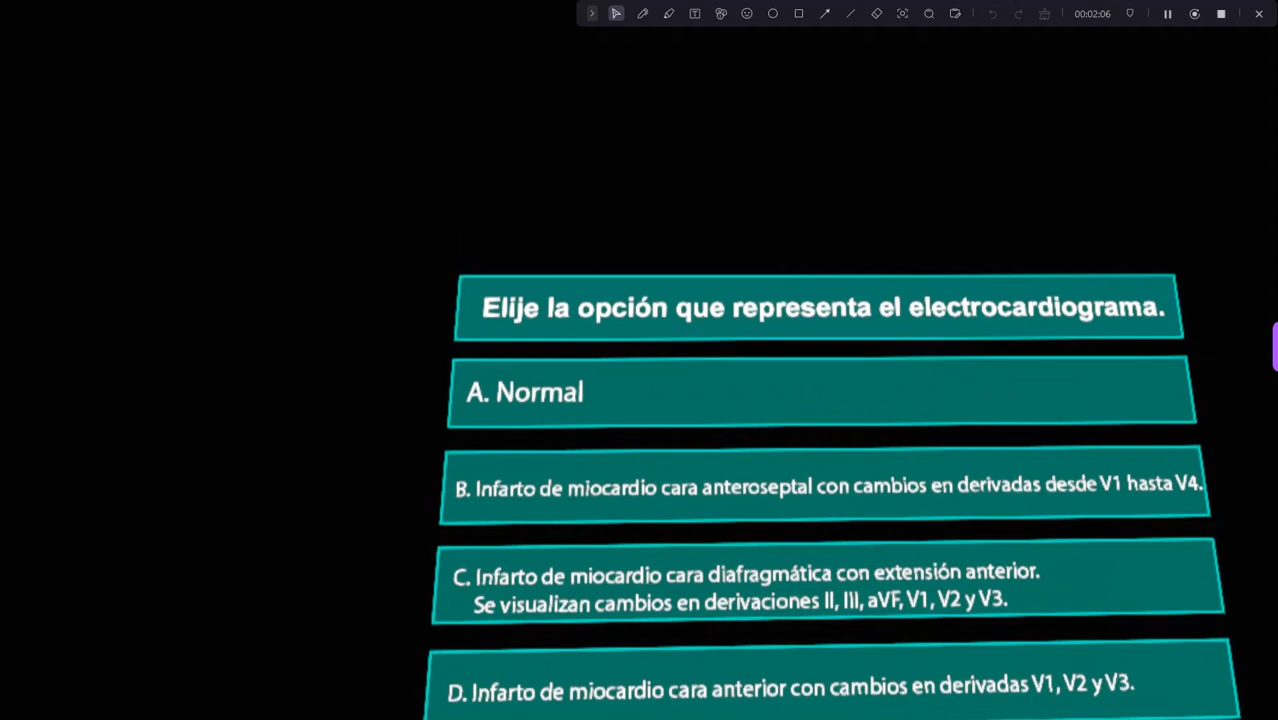 00:02:06
Elije la opción que representa el electrocardiograma.
A. Normal
B. Infarto de miocardio cara anteroseptal con cambios en derivadas desde V1 hasta V4.
C. Infarto de miocardio cara diafragmática con extensión anterior.
Se visualizan cambios en derivaciones II, III, aVF, V1, V2 y V3.
D. Infarto de miocardio cara anterior con cambios en derivadas V1, V2 y V3.